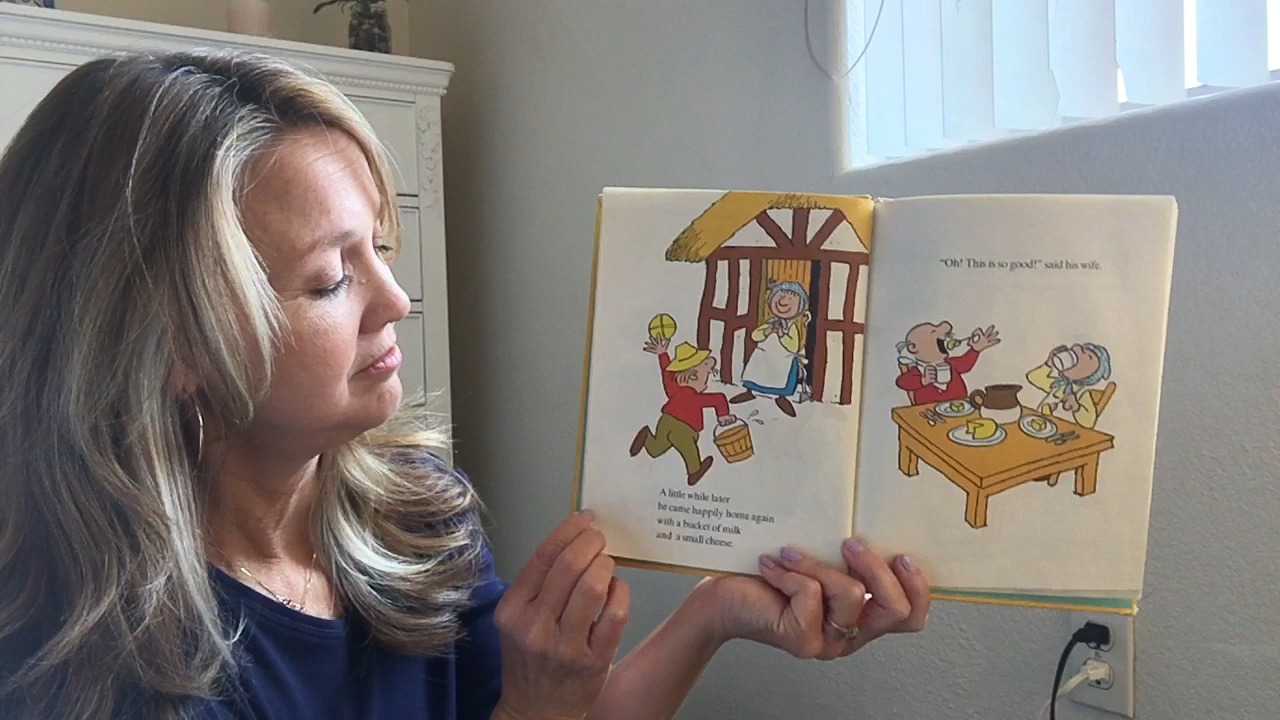 A little while later
he came happily home again
with a bucket of milk
and a small cheese.
"Oh! This is so good!" said his wife.